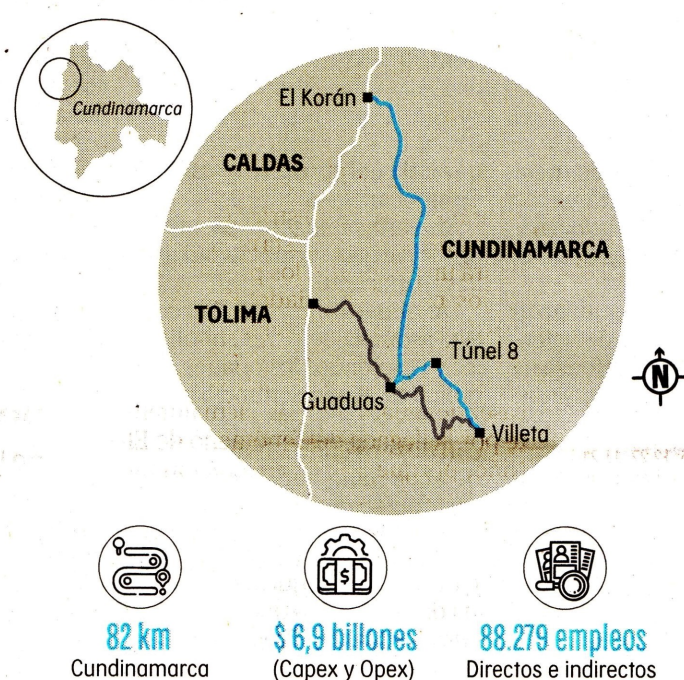 Cundinamarca
El Korán
CALDAS
CUNDINAMARCA
TOLIMA
Túnel 8
Guaduas
Villeta
N
$
82 km
Cundinamarca
$ 6,9 billones
(Capex y Opex)
88.279 empleos
Directos e indirectos